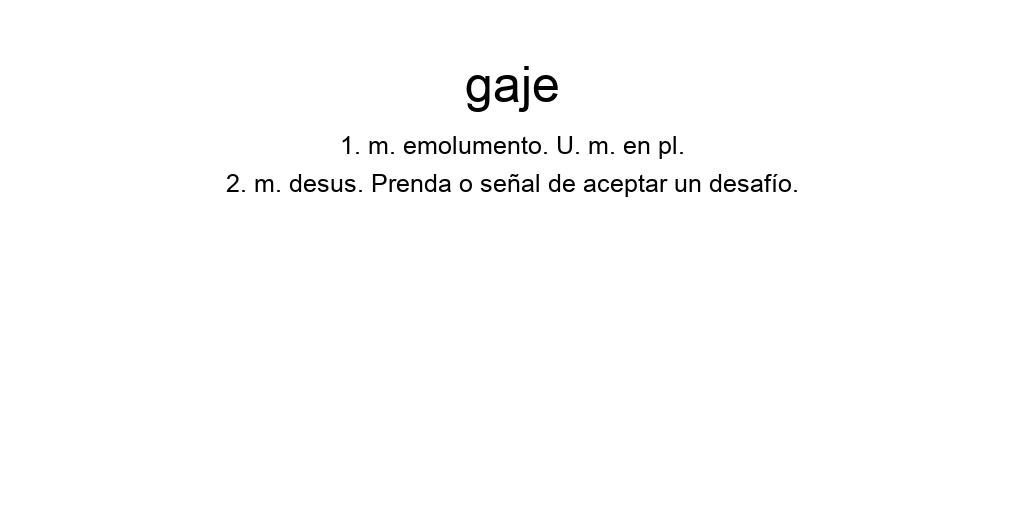 gaje
1. m. emolumento. U. m. en pl.
2. m. desus. Prenda o señal de aceptar un desafío.